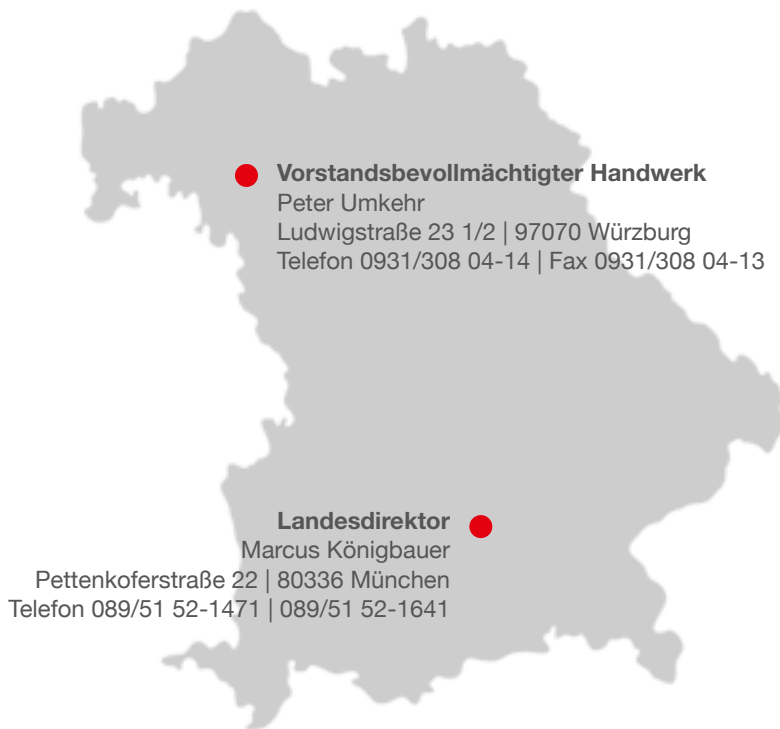 Vorstandsbevollmächtigter Handwerk
Peter Umkehr
Ludwigstraße 23 1/2 | 97070 Würzburg
Telefon 0931/308 04-14 | Fax 0931/308 04-13
Landesdirektor
Marcus Königbauer
Pettenkoferstraße 22 | 80336 München
Telefon 089/51 52-1471 | 089/51 52-1641